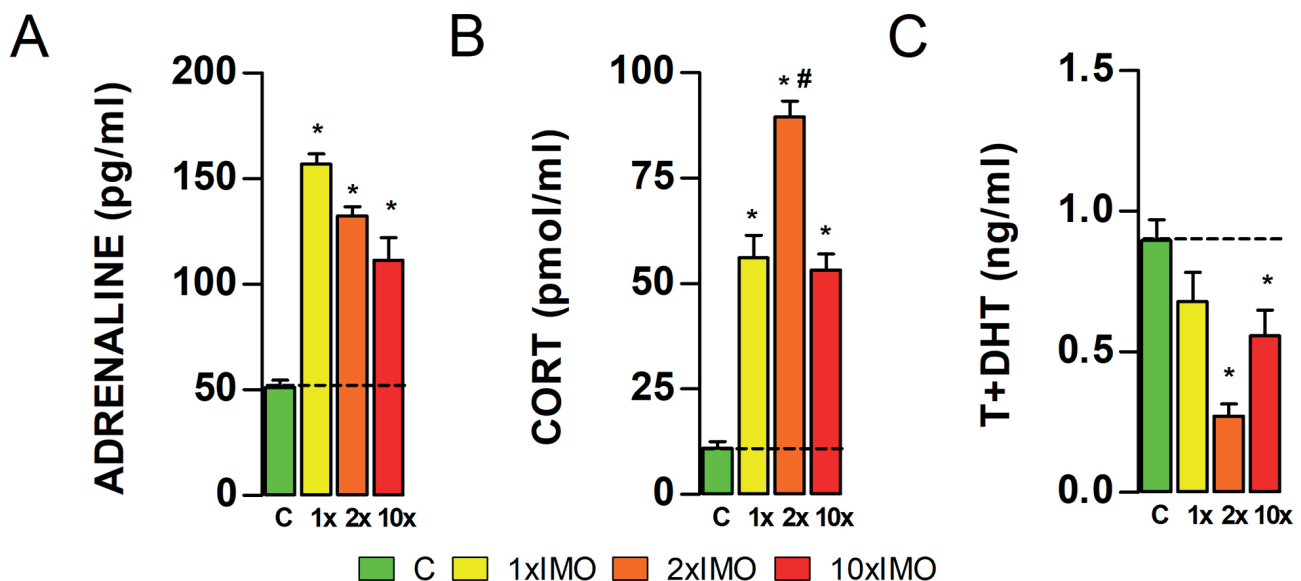 A
ADRENALINE (pg/ml)
200
150
100
50
0
*
*
*
C 1x 2x 10x
B
CORT (pmol/ml)
100
75
50
25
0
*
* #
*
C 1x 2x 10x
C
T+DHT (ng/ml)
1.5
1.0
0.5
0.0
*
*
C 1x 2x 10x
C 1xIMO 2xIMO 10xIMO